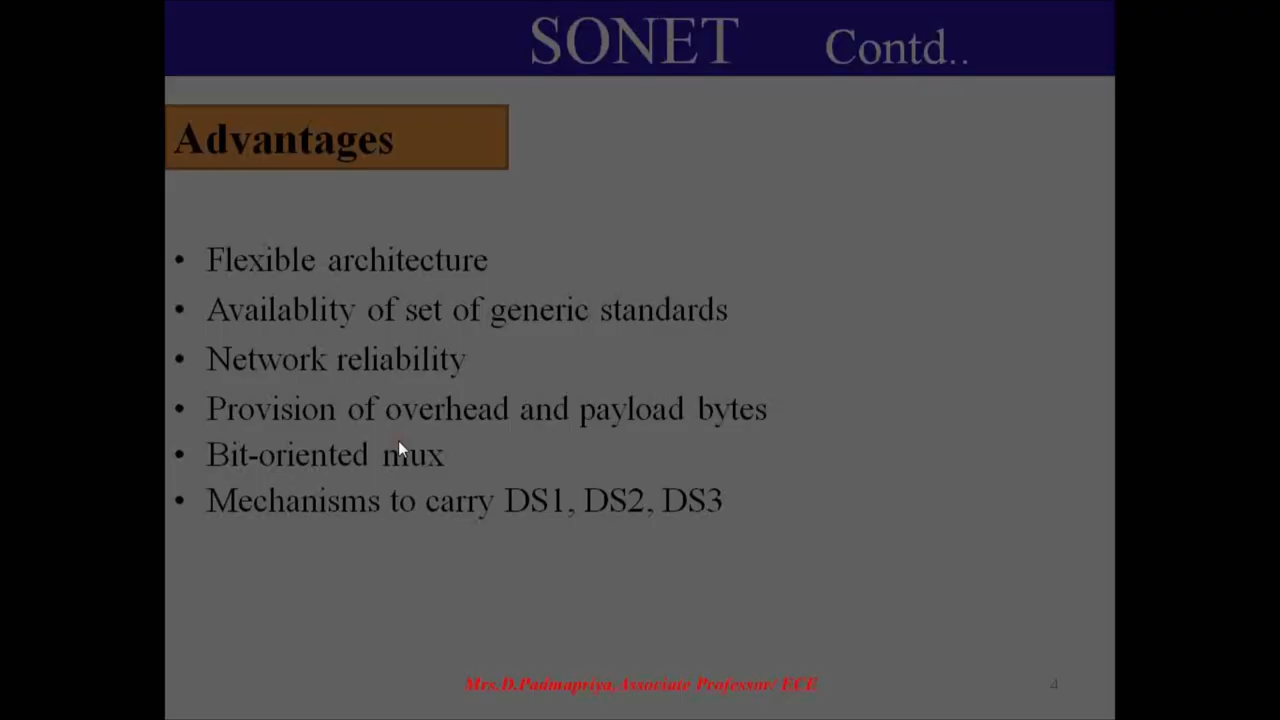 SONET Contd..
Advantages
• Flexible architecture
• Availablity of set of generic standards
• Network reliability
• Provision of overhead and payload bytes
• Bit-oriented mux
• Mechanisms to carry DS1, DS2, DS3
Mrs.D.Padmapriya,Associate Professor/ ECE
4